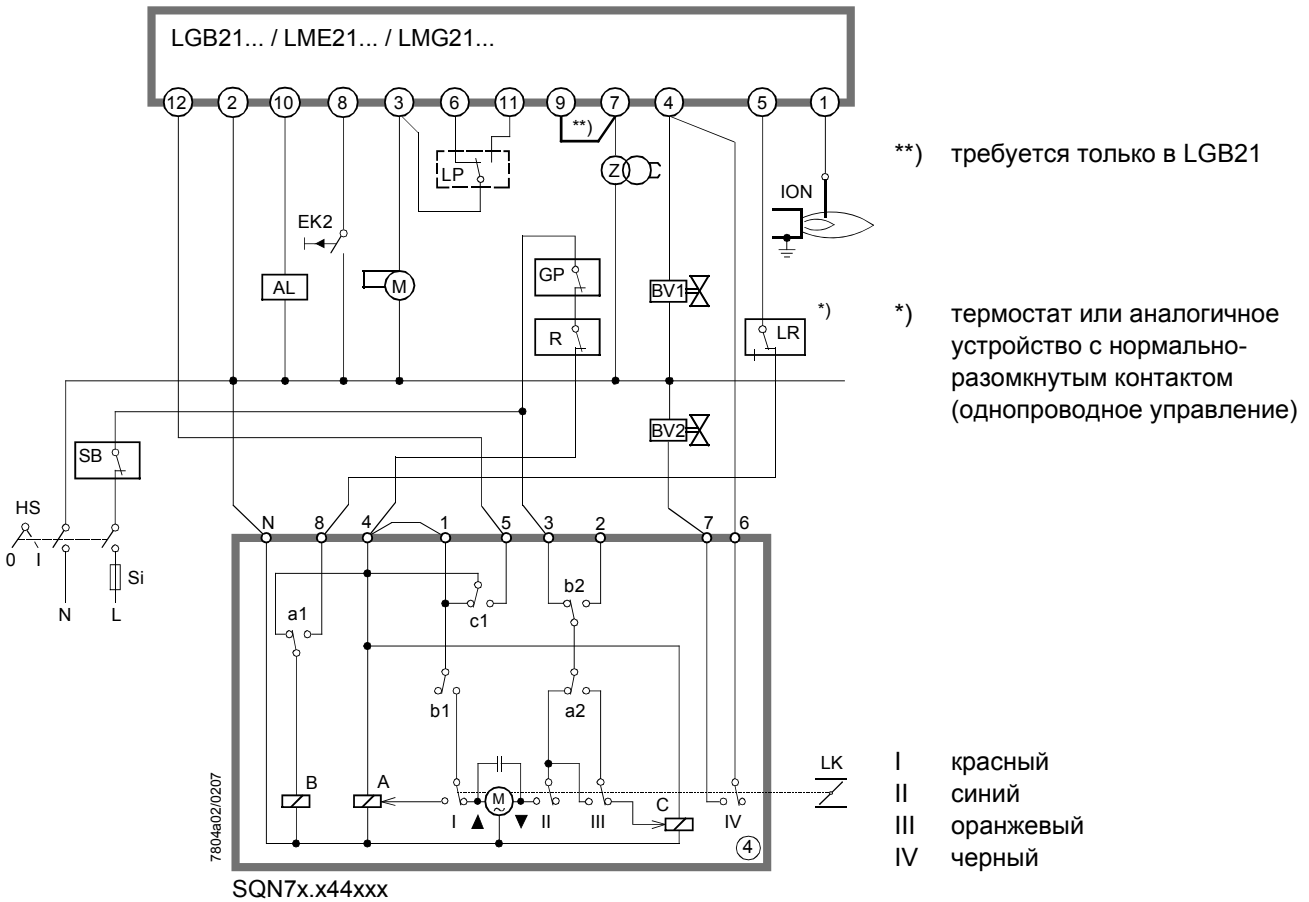 LGB21... / LME21... / LMG21...
12 2 10 8 3 6 11 9 7 4 5 1
**)
**) требуется только в LGB21
LP
Z
ION
EK2
GP
AL
M
BV1
*)
R
LR
*) термостат или аналогичное
устройство с нормально-
разомкнутым контактом
(однопроводное управление)
BV2
SB
HS
0 I
Si
N L
N 8 4 1 5 3 2 7 6
b2
a1
c1
b1
a2
LK
B A
M
~
C
I ▲ ▼ II III IV
4
7804a02/0207
SQN7x.x44xxx
I красный
II синий
III оранжевый
IV черный